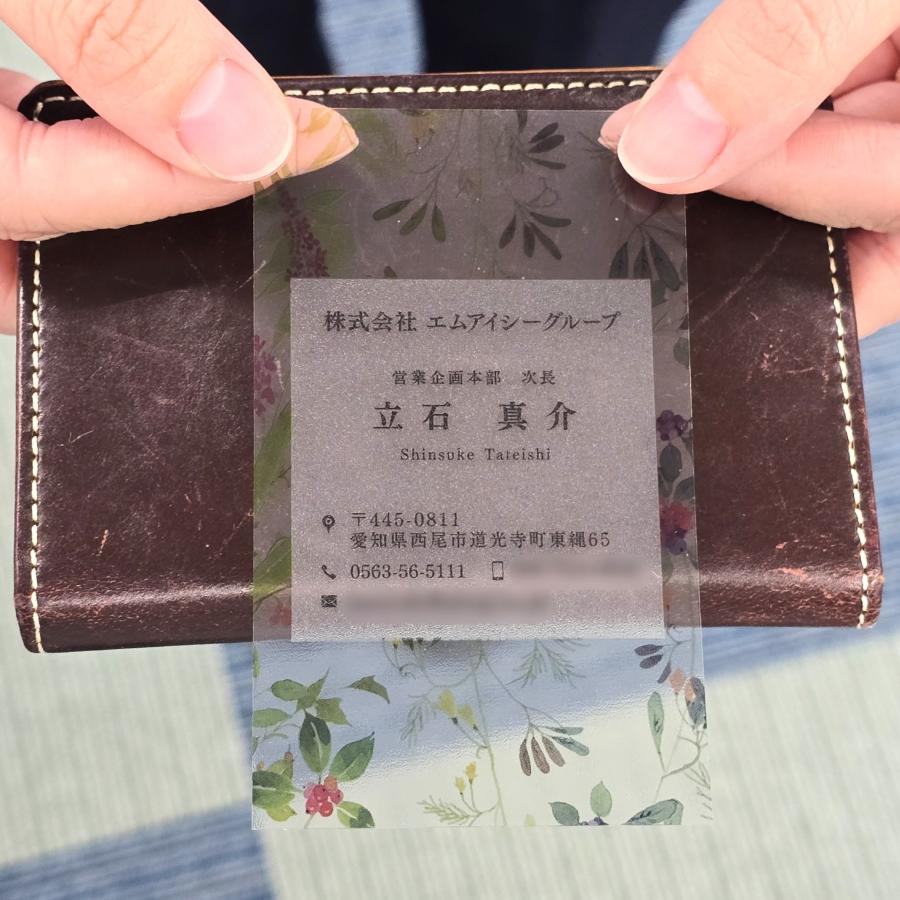 株式会社 エムアイシーグループ
営業企画本部　次長
立石　真介
Shinsuke Tateishi
〒445-0811
愛知県西尾市道光寺町東縄65
0563-56-5111